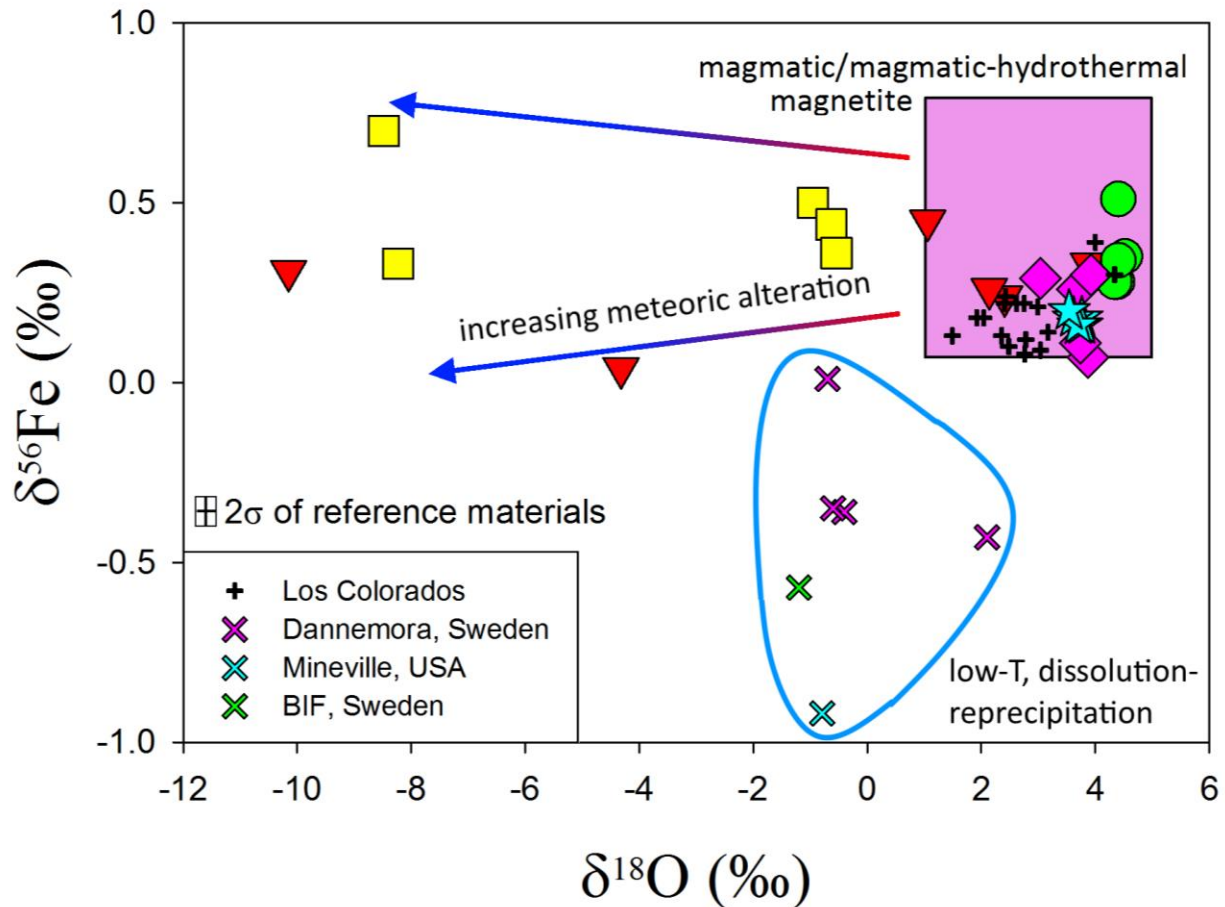 1.0
0.5
0.0
-0.5
-1.0
δ⁵⁶Fe (‰)
magmatic/magmatic-hydrothermal
magnetite
increasing meteoric alteration
2σ of reference materials
Los Colorados
Dannemora, Sweden
Mineville, USA
BIF, Sweden
low-T, dissolution-
reprecipitation
-12 -10 -8 -6 -4 -2 0 2 4 6
δ¹⁸O (‰)